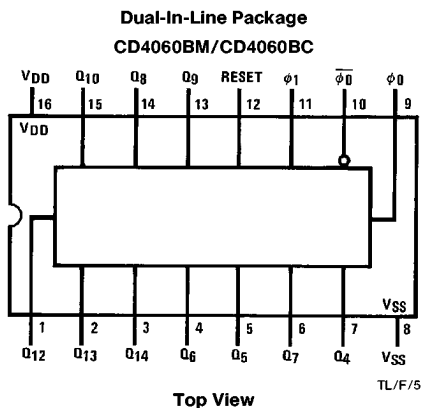 Dual-In-Line Package
CD4060BM/CD4060BC
VDD Q10 Q8 Q9 RESET ϕ1 ϕ0̅ ϕ0
16 15 14 13 12 11 10 9
VDD
VSS
1 2 3 4 5 6 7 8
Q12 Q13 Q14 Q6 Q5 Q7 Q4 VSS
TL/F/5
Top View